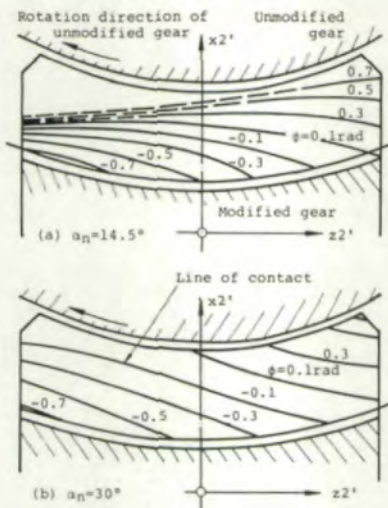 Rotation direction of unmodified gear
Unmodified gear
x2'
0.7
0.5
0.3
-0.1
ϕ=0.1rad
-0.5
-0.3
-0.7
Modified gear
(a) αn=14.5°
z2'
Line of contact
x2'
0.3
ϕ=0.1rad
-0.1
-0.7
-0.5
-0.3
(b) αn=30°
z2'